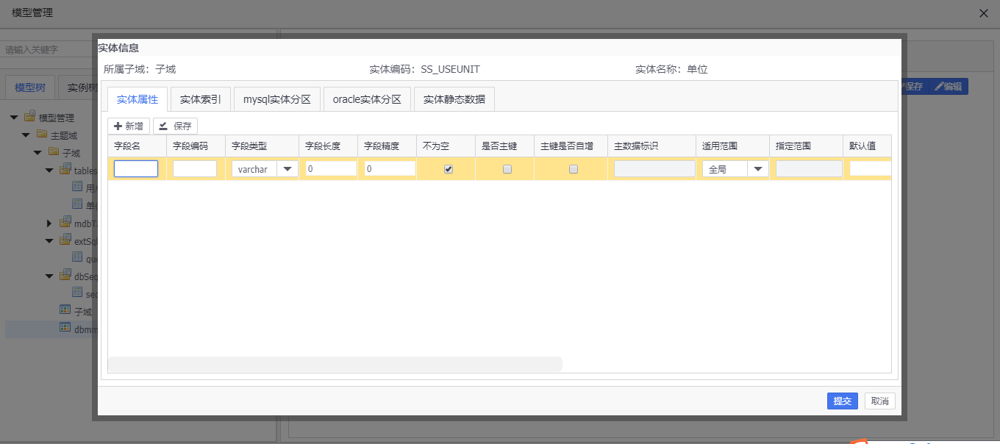 模型管理
请输入关键字
模型树 实例树
保存 编辑
模型管理
主题域
子域
tables
用
单
mdbT
extSql
que
dbSeq
sec
子域
dbmm
实体信息
所属子域：子域 实体编码：SS_USEUNIT 实体名称：单位
实体属性 实体索引 mysql实体分区 oracle实体分区 实体静态数据
新增 保存
字段名 字段编码 字段类型 字段长度 字段精度 不为空 是否主键 主键是否自增 主数据标识 适用范围 指定范围 默认值
varchar 0 0 全局
提交 取消